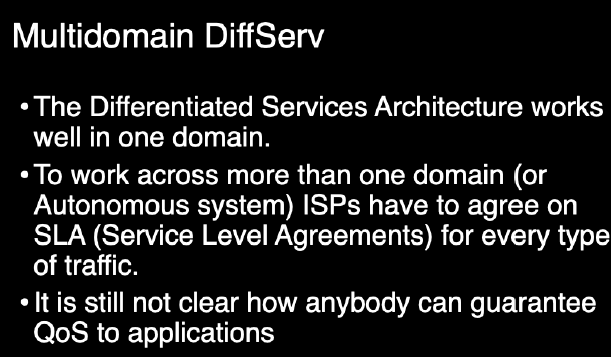 Multidomain DiffServ
•The Differentiated Services Architecture works
well in one domain.
•To work across more than one domain (or
Autonomous system) ISPs have to agree on
SLA (Service Level Agreements) for every type
of traffic.
•It is still not clear how anybody can guarantee
QoS to applications